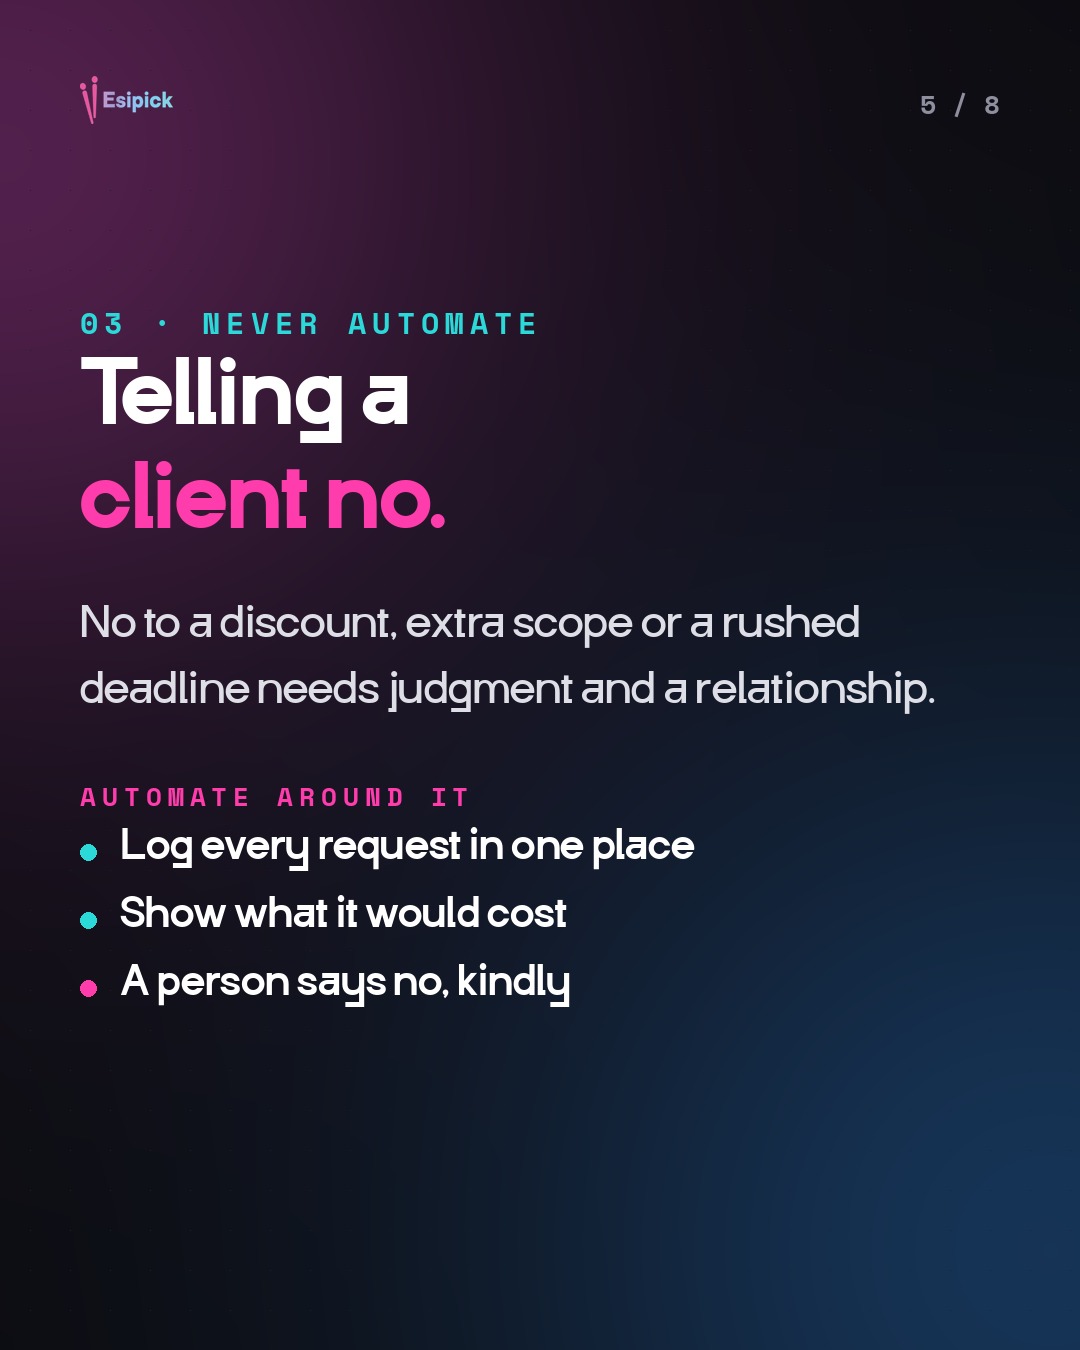 Esipick
5 / 8
03 · NEVER AUTOMATE
Telling a
client no.
No to a discount, extra scope or a rushed
deadline needs judgment and a relationship.
AUTOMATE AROUND IT
Log every request in one place
Show what it would cost
A person says no, kindly